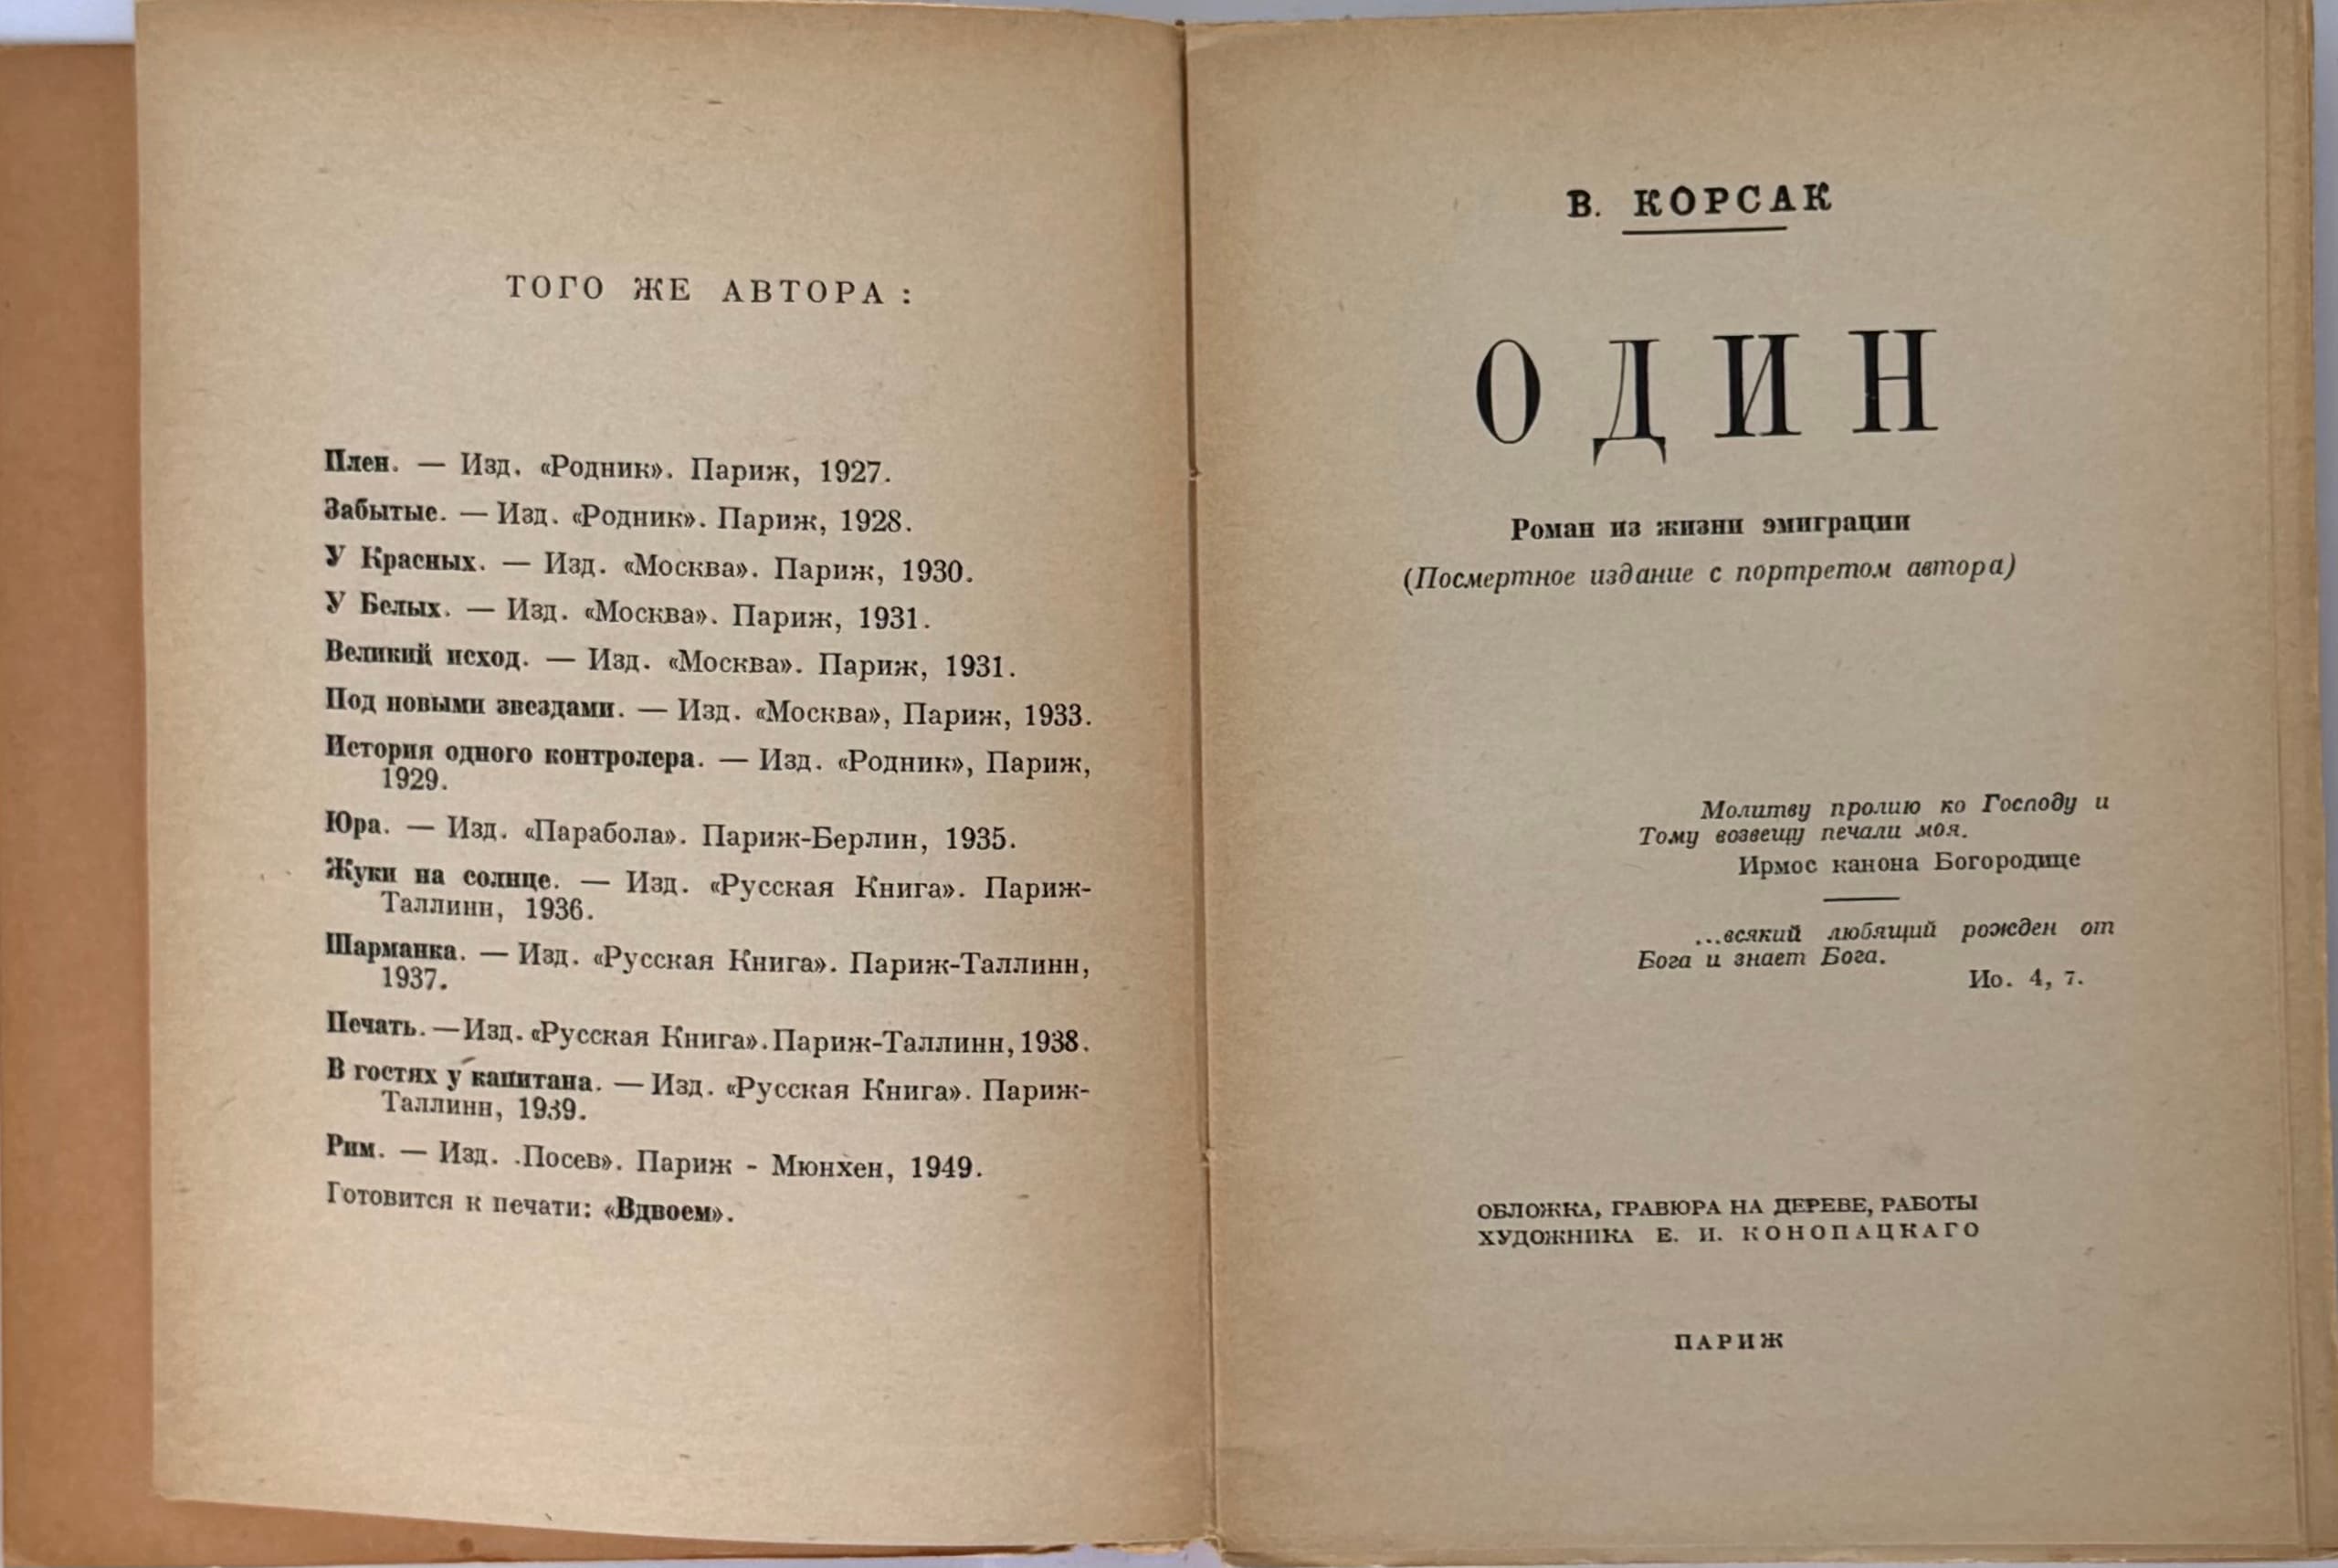 ТОГО ЖЕ АВТОРА :
Плен. — Изд. «Родник». Париж, 1927.
Забытые. — Изд. «Родник». Париж, 1928.
У Красных. — Изд. «Москва». Париж, 1930.
У Белых. — Изд. «Москва». Париж, 1931.
Великий исход. — Изд. «Москва». Париж, 1931.
Под новыми звездами. — Изд. «Москва», Париж, 1933.
История одного контролера. — Изд. «Родник», Париж,
1929.
Юра. — Изд. «Парабола». Париж-Берлин, 1935.
Жуки на солнце. — Изд. «Русская Книга». Париж-
Таллинн, 1936.
Шарманка. — Изд. «Русская Книга». Париж-Таллинн,
1937.
Печать. — Изд. «Русская Книга». Париж-Таллинн, 1938.
В гостях у капитана. — Изд. «Русская Книга». Париж-
Таллинн, 1939.
Рим. — Изд. .Посев». Париж - Мюнхен, 1949.
Готовится к печати: «Вдвоем».
В. КОРСАК
ОДИН
Роман из жизни эмиграции
(Посмертное издание с портретом автора)
Молитву пролию ко Господу и
Тому возвещу печали моя.
Ирмос канона Богородице
...всякий любящий рожден от
Бога и знает Бога.
Ио. 4, 7.
ОБЛОЖКА, ГРАВЮРА НА ДЕРЕВЕ, РАБОТЫ
ХУДОЖНИКА Е. И. КОНОПАЦКАГО
ПАРИЖ